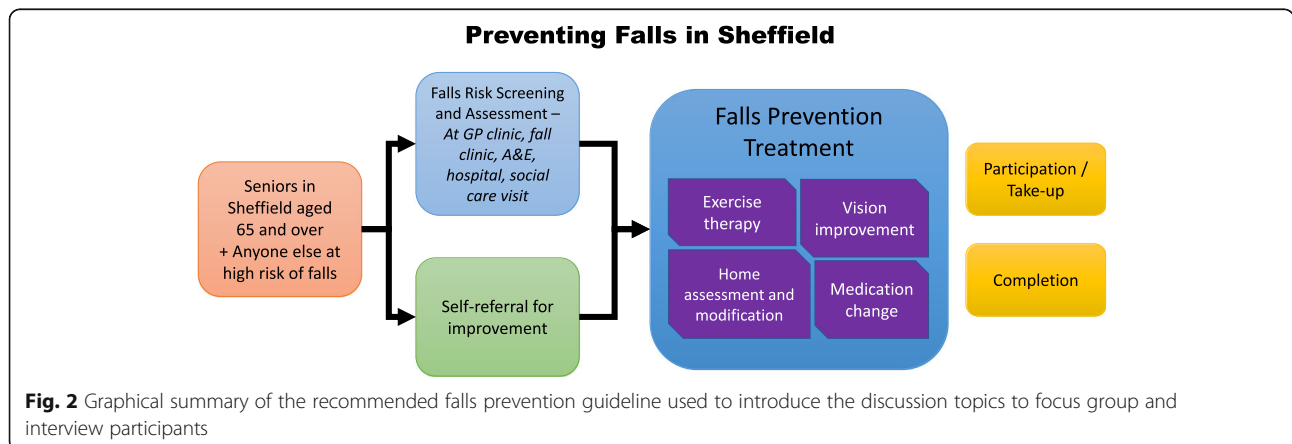 Preventing Falls in Sheffield
Seniors in
Sheffield aged
65 and over
+ Anyone else at
high risk of falls
Falls Risk Screening
and Assessment –
At GP clinic, fall
clinic, A&E,
hospital, social
care visit
Self-referral for
improvement
Falls Prevention
Treatment
Exercise
therapy
Vision
improvement
Home
assessment and
modification
Medication
change
Participation /
Take-up
Completion
Fig. 2 Graphical summary of the recommended falls prevention guideline used to introduce the discussion topics to focus group and
interview participants